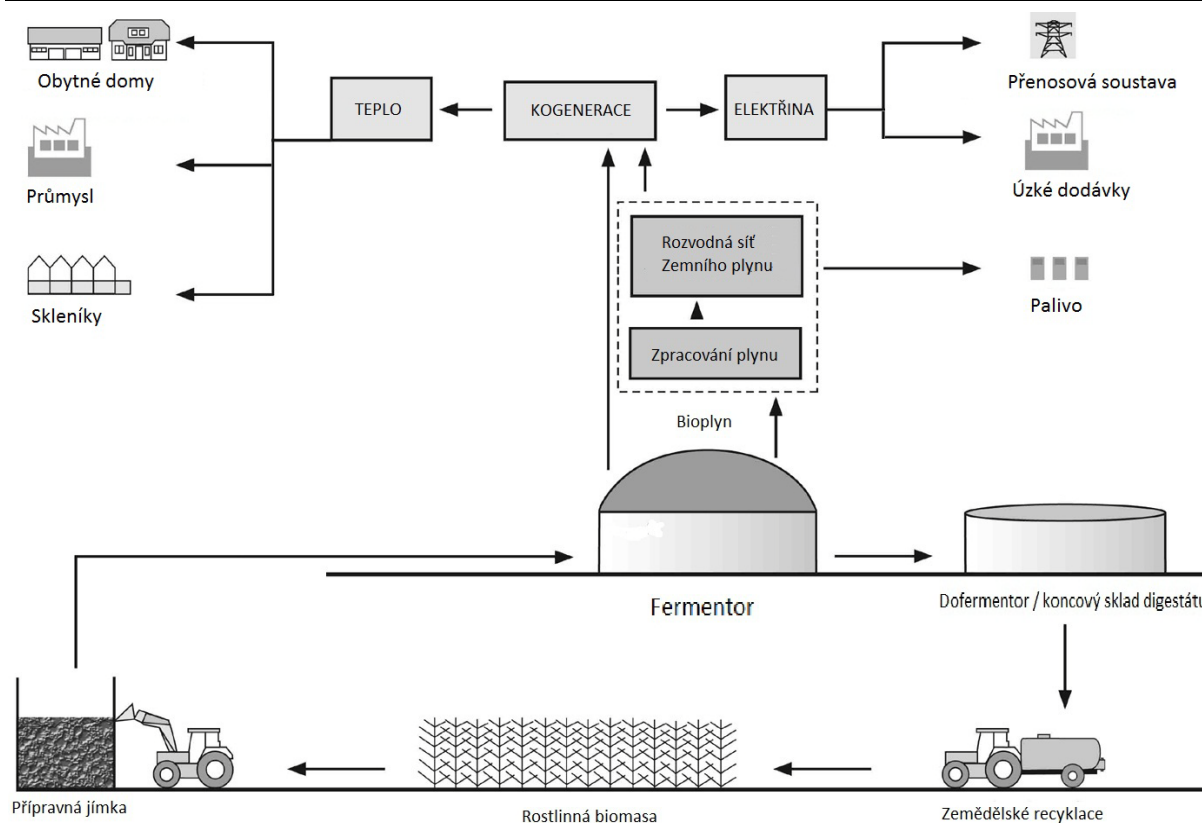 Obytné domy
TEPLO
KOGENERACE
ELEKTŘINA
Přenosová soustava
Průmysl
Úzké dodávky
Rozvodná síť
Zemního plynu
Skleníky
Palivo
Zpracování plynu
Bioplyn
Fermentor
Dofermentor / koncový sklad digestátu
Přípravná jímka
Rostlinná biomasa
Zemědělské recyklace